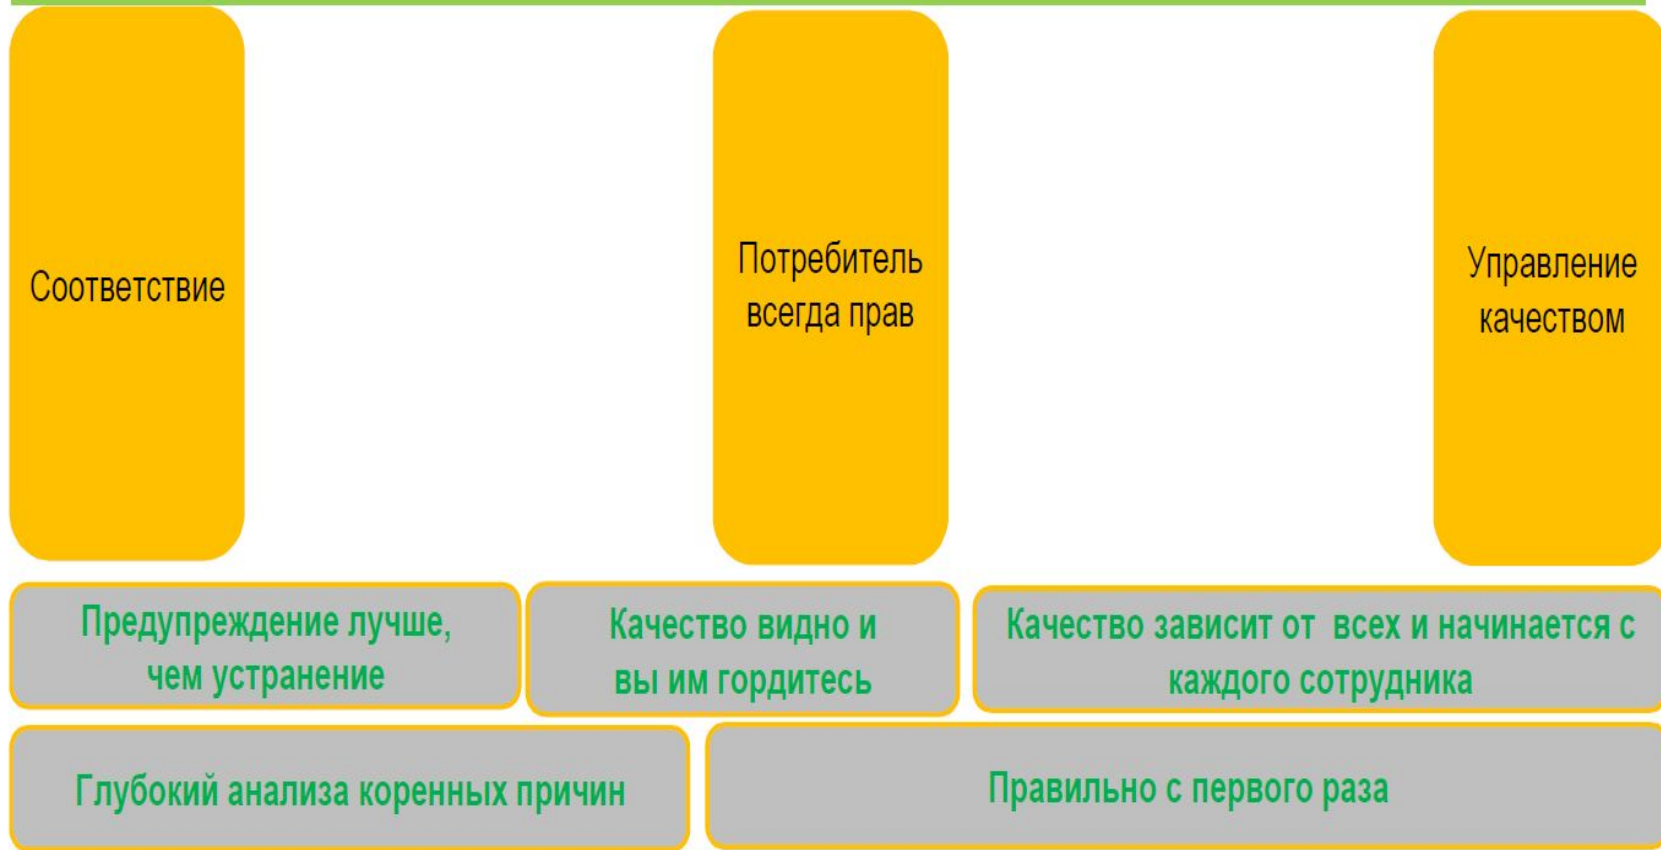 Соответствие
Потребитель
всегда прав
Управление
качеством
Предупреждение лучше,
чем устранение
Качество видно и
вы им гордитесь
Качество зависит от всех и начинается с
каждого сотрудника
Глубокий анализа коренных причин
Правильно с первого раза